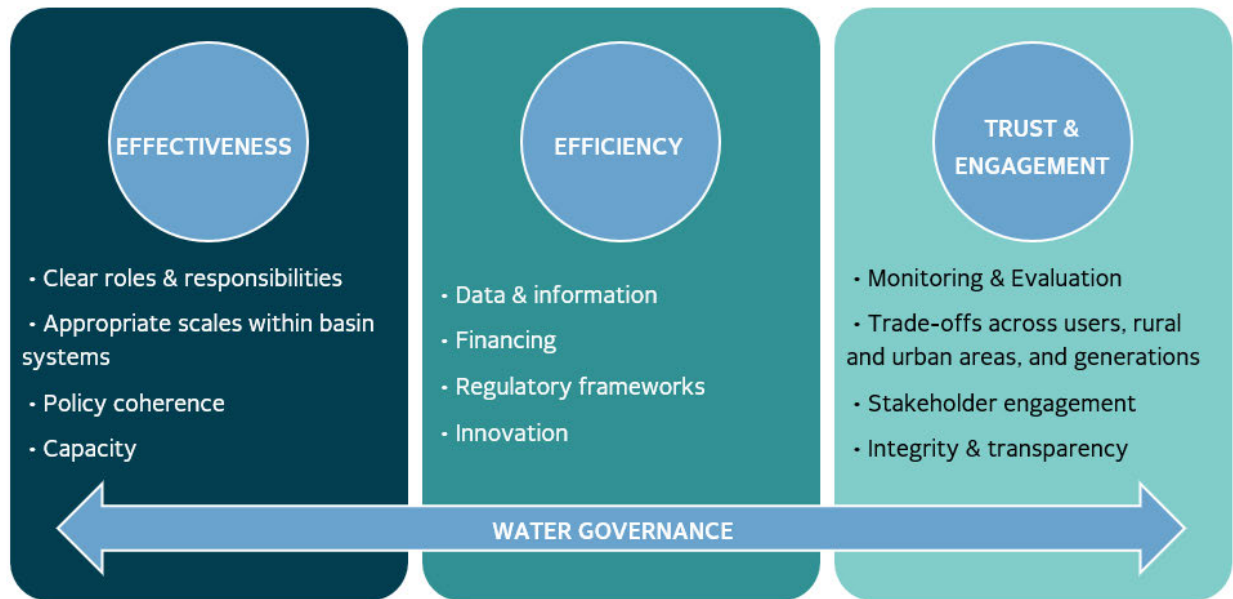 EFFECTIVENESS
· Clear roles & responsibilities
· Appropriate scales within basin
systems
· Policy coherence
· Capacity
EFFICIENCY
· Data & information
· Financing
· Regulatory frameworks
· Innovation
TRUST &
ENGAGEMENT
· Monitoring & Evaluation
· Trade-offs across users, rural
and urban areas, and generations
· Stakeholder engagement
· Integrity & transparency
WATER GOVERNANCE